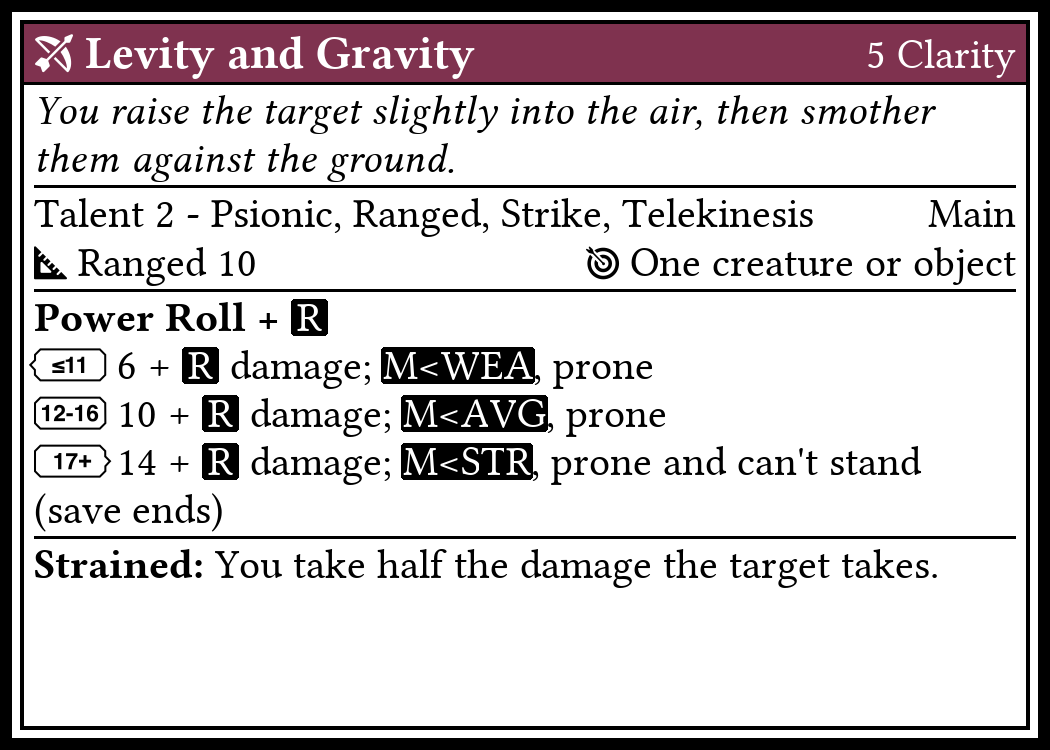 Levity and Gravity 5 Clarity
You raise the target slightly into the air, then smother
them against the ground.
Talent 2 - Psionic, Ranged, Strike, Telekinesis Main
Ranged 10 One creature or object
Power Roll + R
≤11 6 + R damage; M<WEA, prone
12-16 10 + R damage; M<AVG, prone
17+ 14 + R damage; M<STR, prone and can't stand
(save ends)
Strained: You take half the damage the target takes.